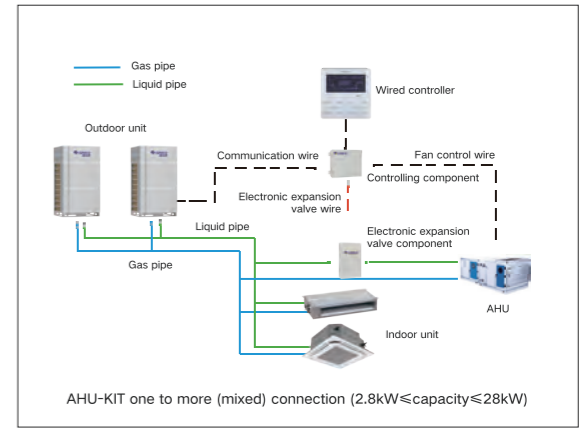 Gas pipe
Liquid pipe
Wired controller
Outdoor unit
Communication wire
Fan control wire
Controlling component
Electronic expansion
valve wire
Liquid pipe
Electronic expansion
valve component
Gas pipe
AHU
Indoor unit
AHU-KIT one to more (mixed) connection (2.8kW≤capacity≤28kW)